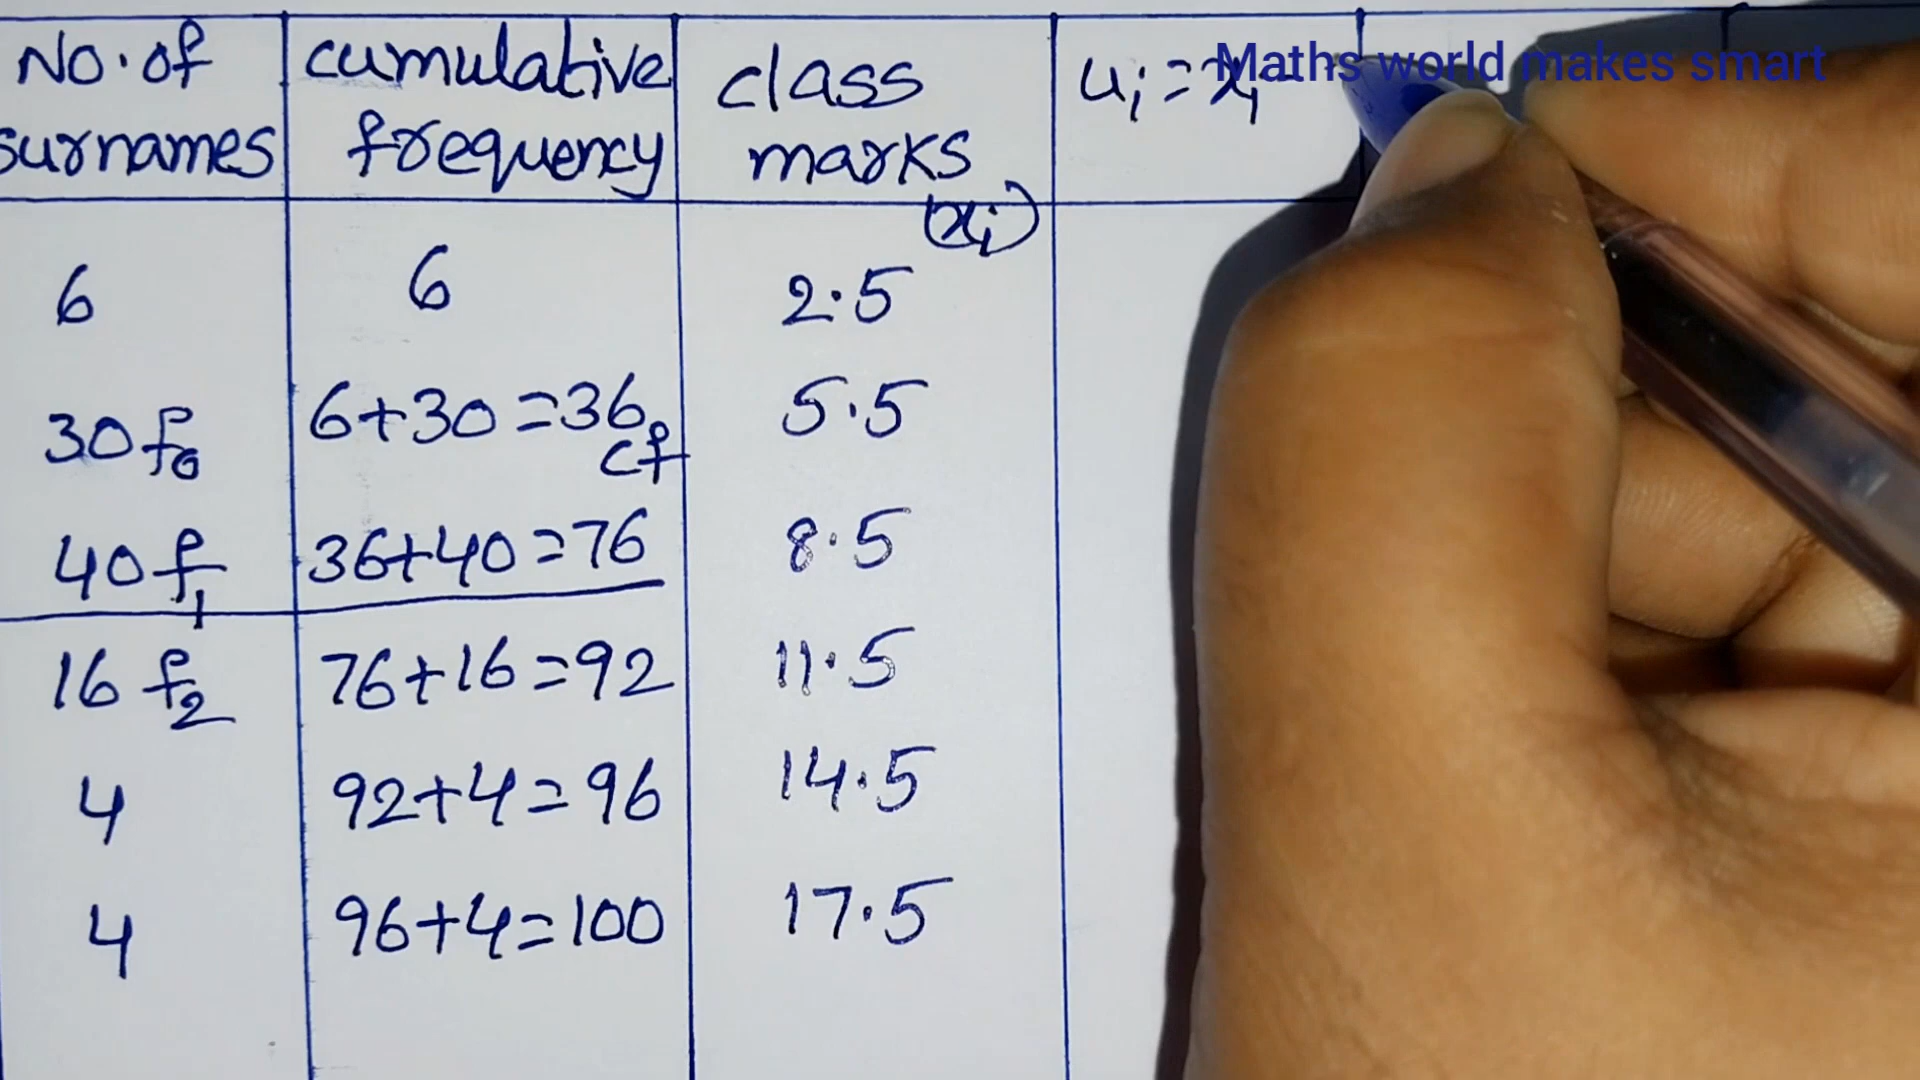 Maths world makes smart
No. of surnames | cumulative frequency | class marks (xi) | ui = xi -
6 | 6 | 2.5
30 f0 | 6+30=36 cf | 5.5
40 f1 | 36+40=76 | 8.5
16 f2 | 76+16=92 | 11.5
4 | 92+4=96 | 14.5
4 | 96+4=100 | 17.5